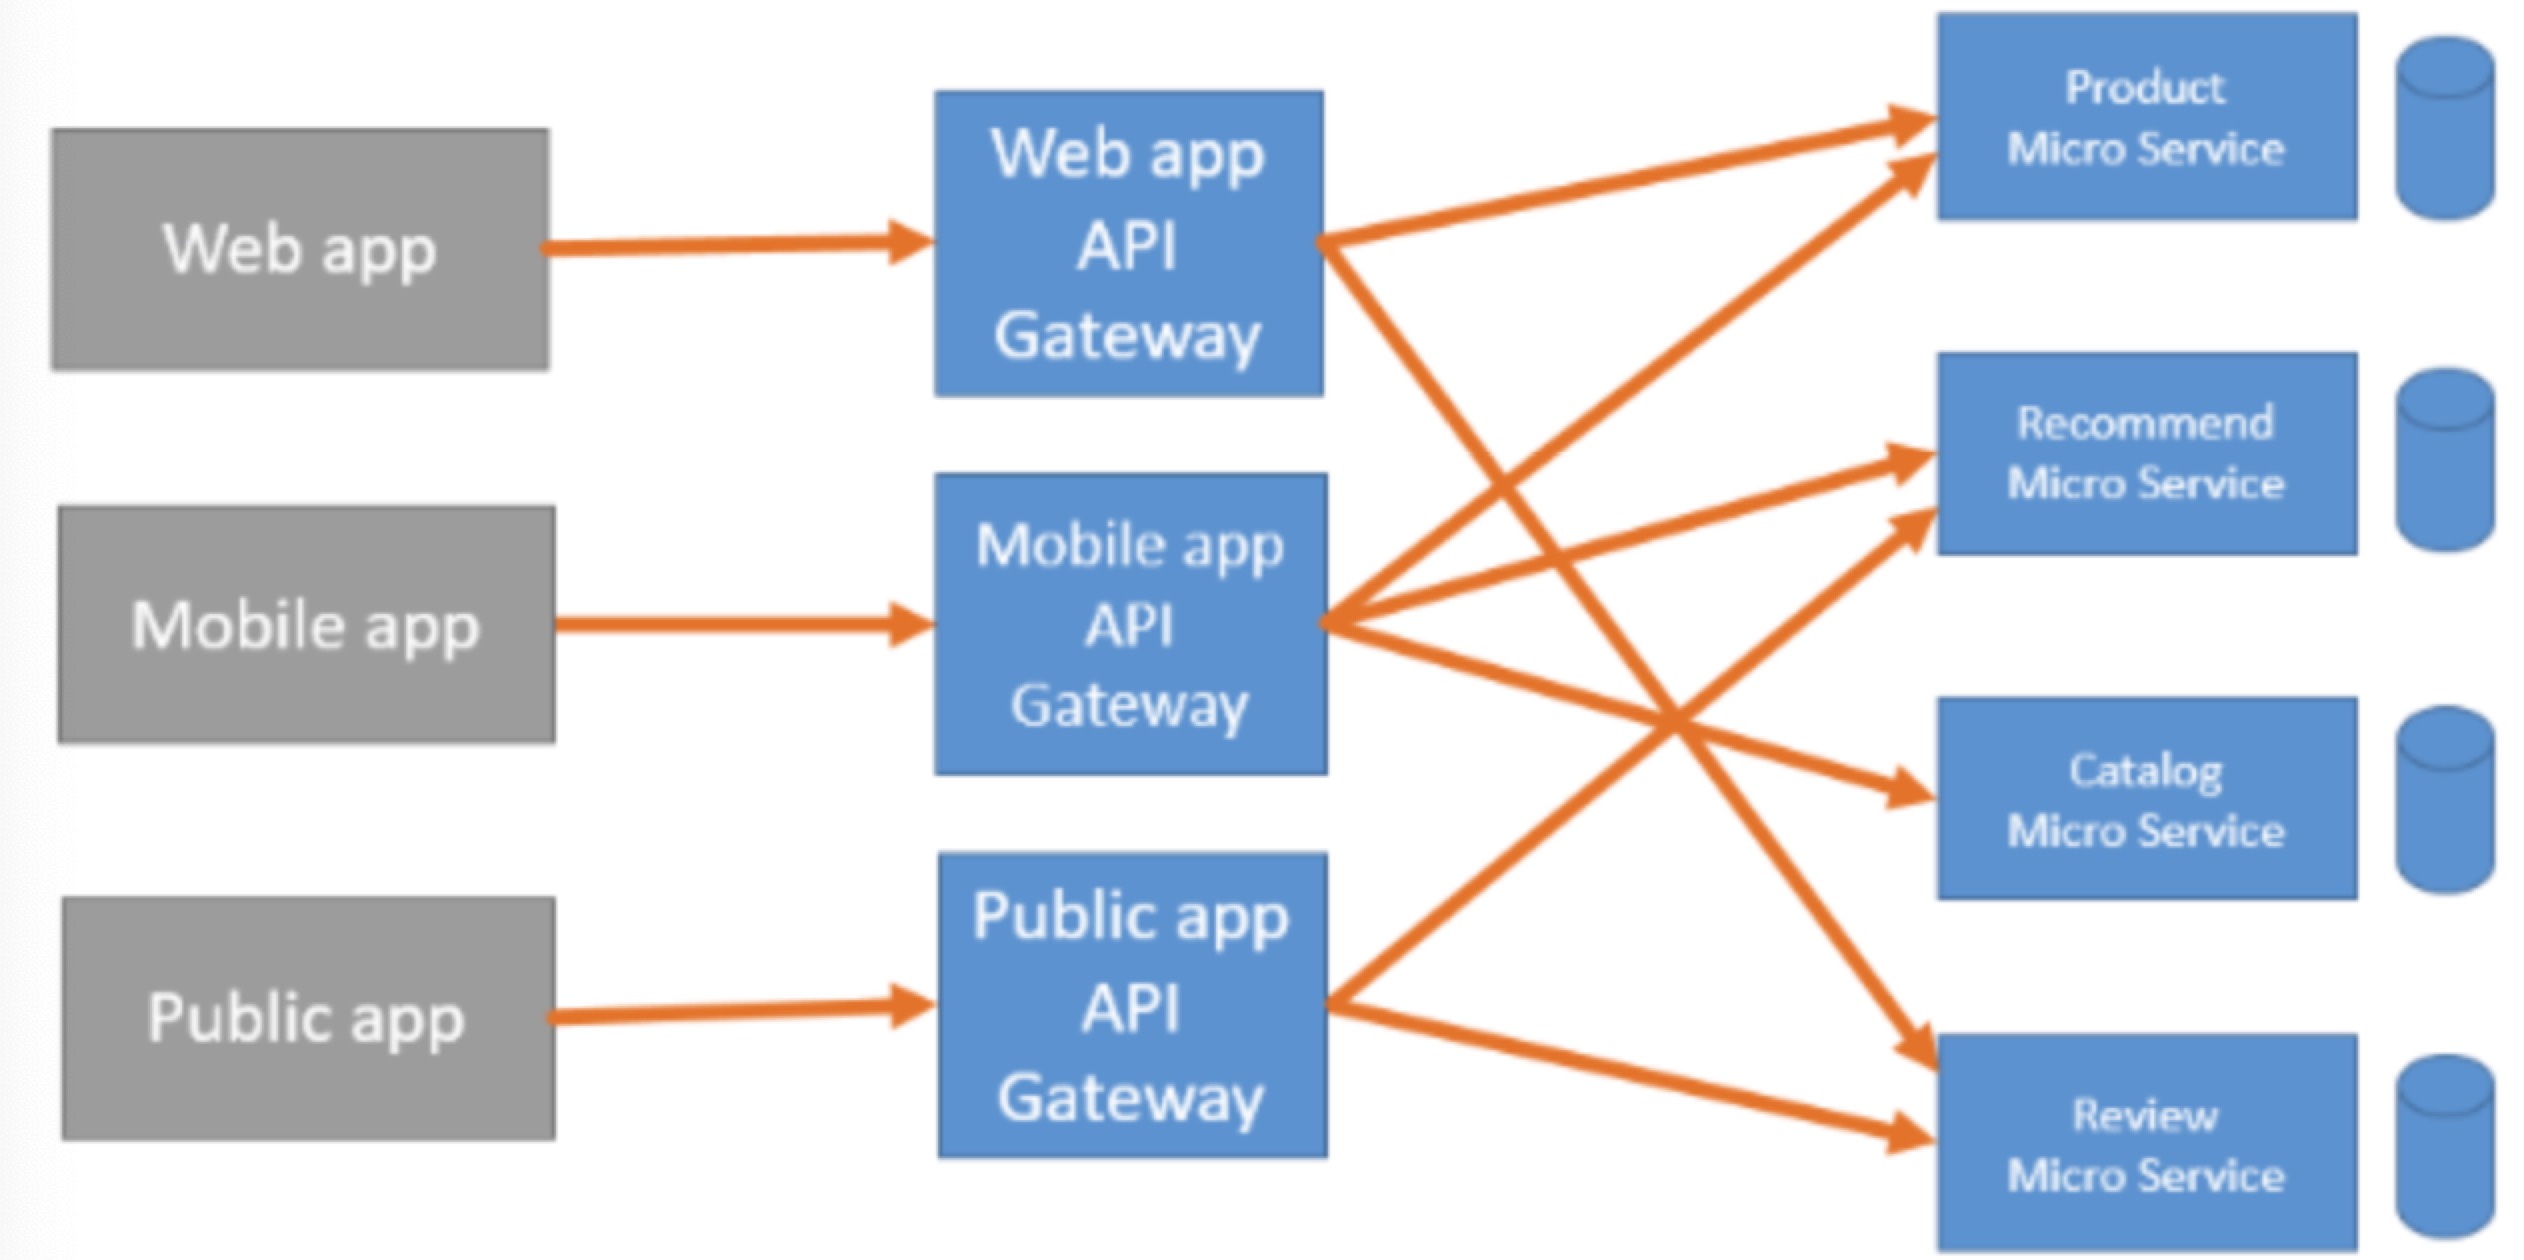 Web app
Web app
API
Gateway
Mobile app
Mobile app
API
Gateway
Public app
Public app
API
Gateway
Product
Micro Service
Recommend
Micro Service
Catalog
Micro Service
Review
Micro Service